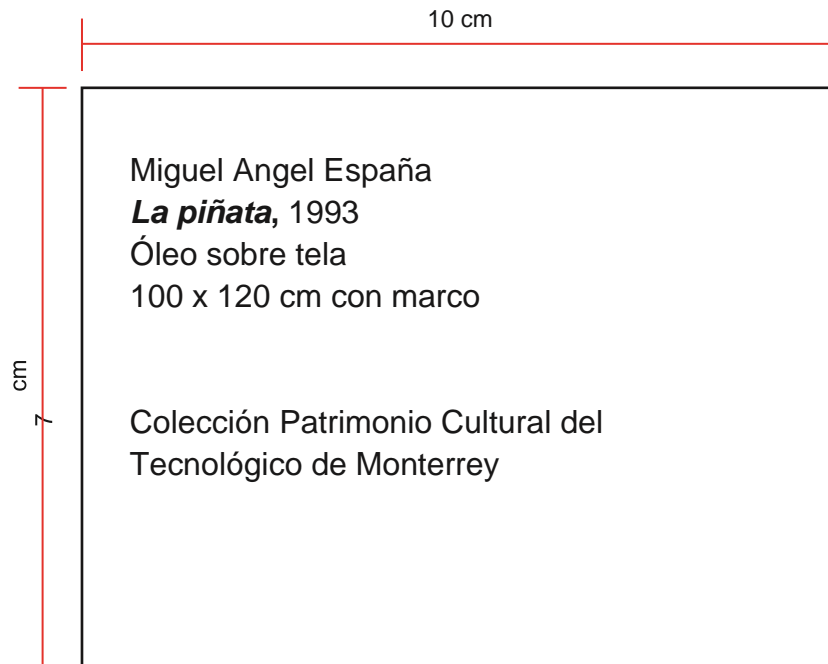 10 cm
Miguel Angel España
La piñata, 1993
Óleo sobre tela
100 x 120 cm con marco
cm
7
Colección Patrimonio Cultural del
Tecnológico de Monterrey